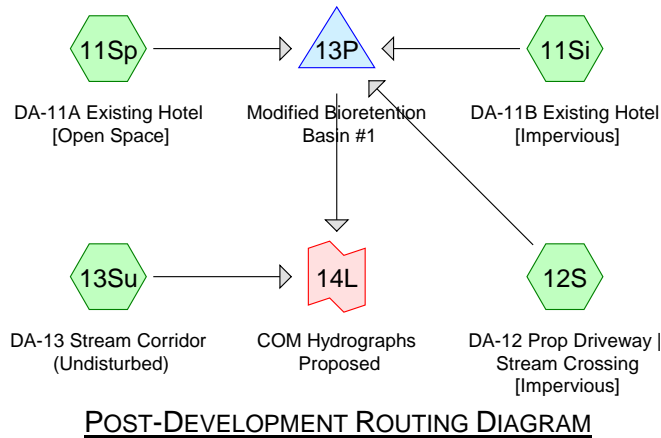 11Sp
13P
11Si
DA-11A Existing Hotel
[Open Space]
Modified Bioretention
Basin #1
DA-11B Existing Hotel
[Impervious]
13Su
14L
12S
DA-13 Stream Corridor
(Undisturbed)
COM Hydrographs
Proposed
DA-12 Prop Driveway |
Stream Crossing
[Impervious]
POST-DEVELOPMENT ROUTING DIAGRAM